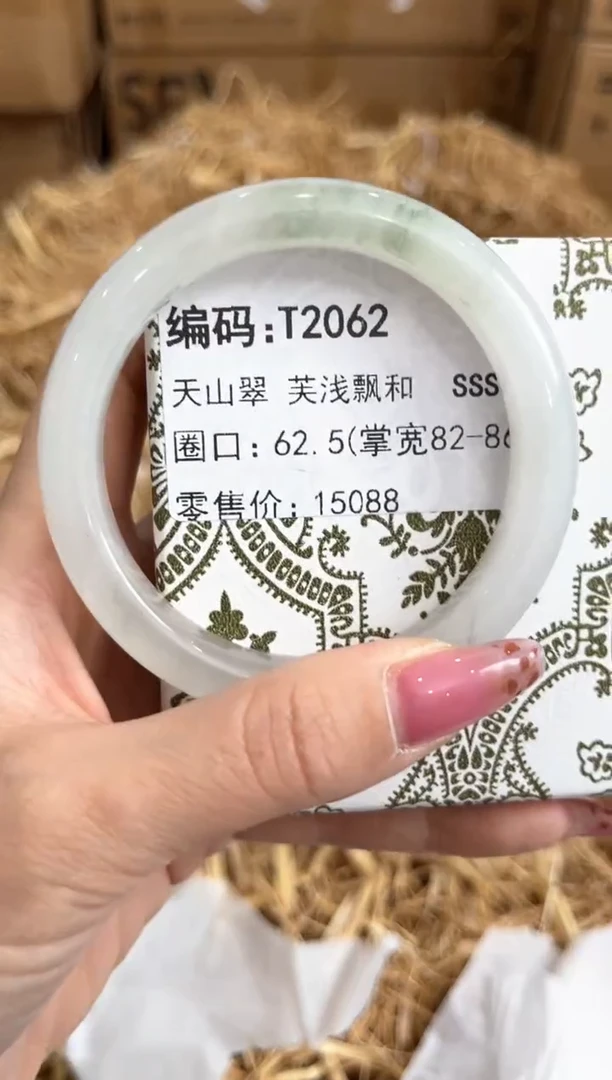 编码:T2062
天山翠 芙浅飘和 SSS
圈口: 62.5(掌宽82-86
零售价: 15088